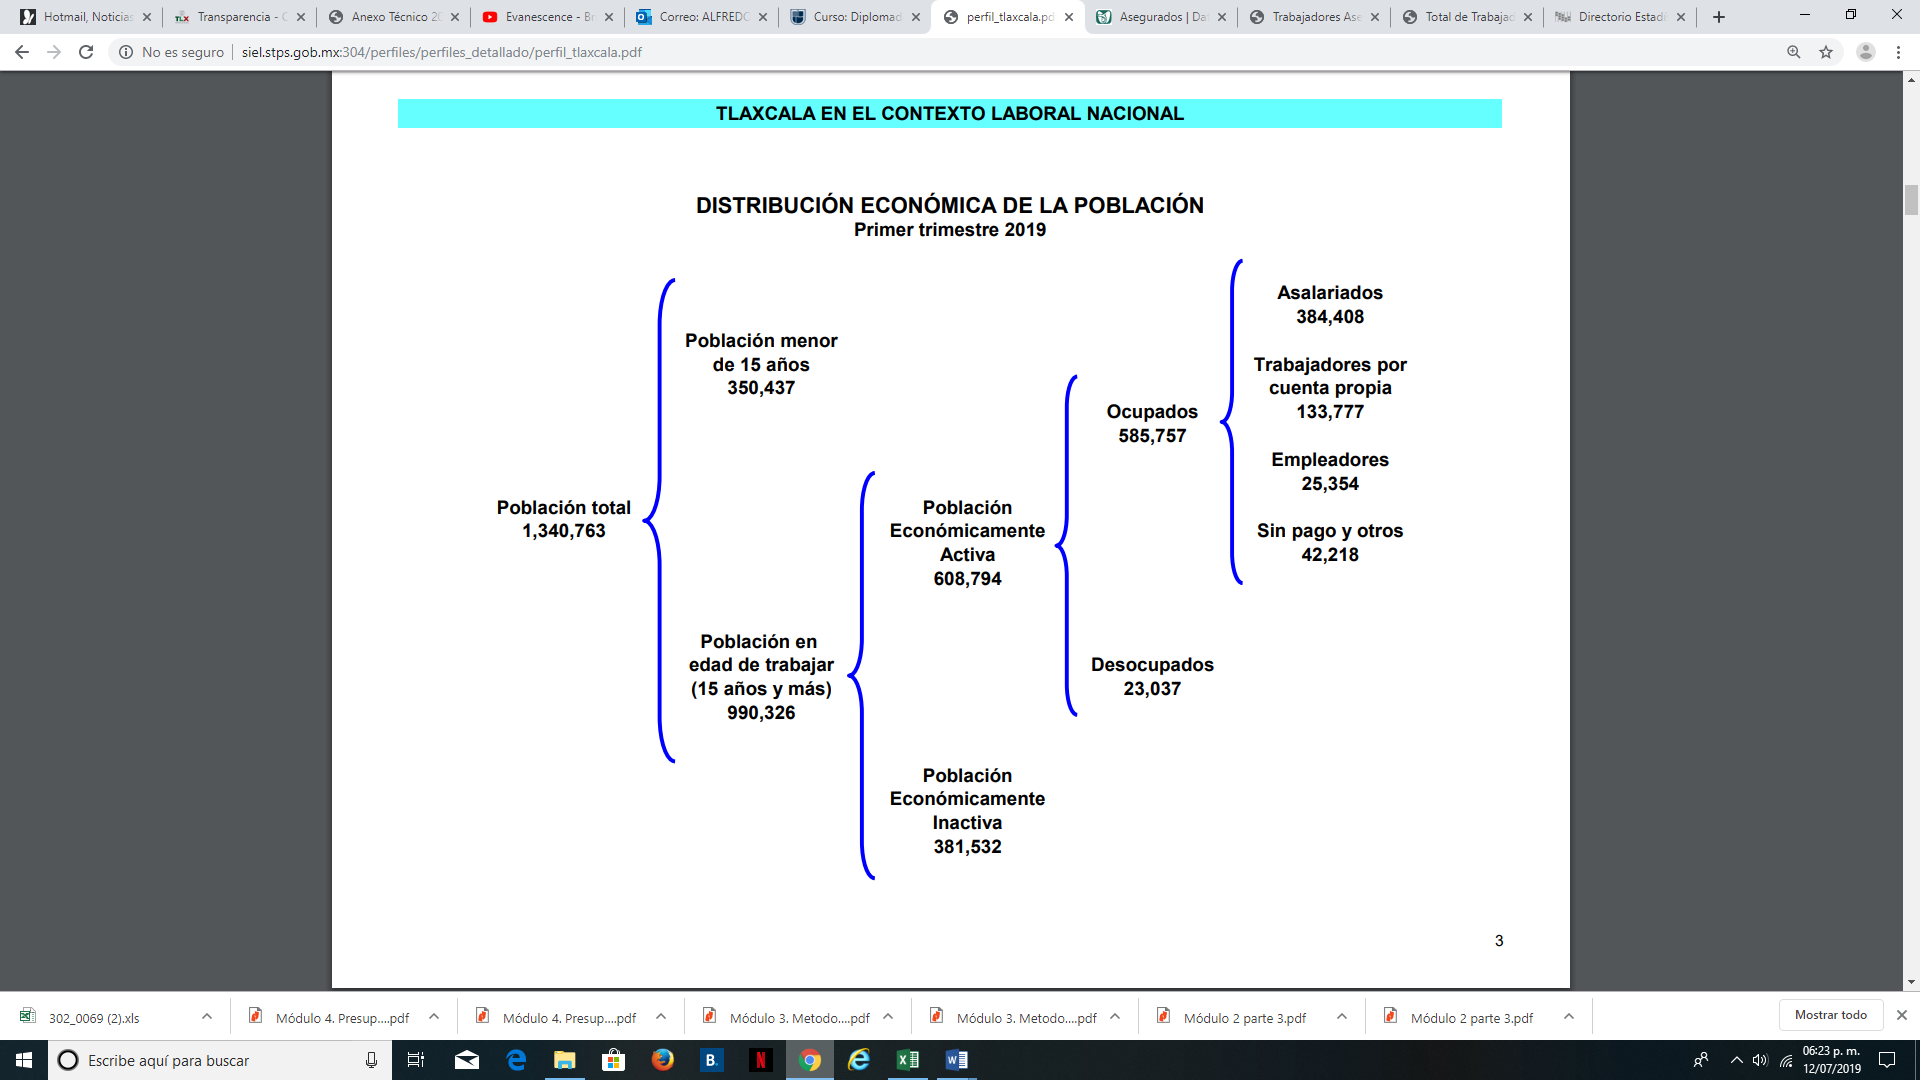 Hotmail, Noticias
Transparencia - C
Anexo Técnico 20
Evanescence - Br
Correo: ALFREDO
Curso: Diplomad
perfil_tlaxcala.pd
Asegurados | Dat
Trabajadores Ase
Total de Trabajad
Directorio Estadí
No es seguro
siel.stps.gob.mx:304/perfiles/perfiles_detallado/perfil_tlaxcala.pdf
TLAXCALA EN EL CONTEXTO LABORAL NACIONAL
DISTRIBUCIÓN ECONÓMICA DE LA POBLACIÓN
Primer trimestre 2019
Población total
1,340,763
Población menor
de 15 años
350,437
Población en
edad de trabajar
(15 años y más)
990,326
Población
Económicamente
Activa
608,794
Población
Económicamente
Inactiva
381,532
Ocupados
585,757
Desocupados
23,037
Asalariados
384,408
Trabajadores por
cuenta propia
133,777
Empleadores
25,354
Sin pago y otros
42,218
3
302_0069 (2).xls
Módulo 4. Presup....pdf
Módulo 4. Presup....pdf
Módulo 3. Metodo....pdf
Módulo 3. Metodo....pdf
Módulo 2 parte 3.pdf
Módulo 2 parte 3.pdf
Mostrar todo
Escribe aquí para buscar
B.
N
06:23 p. m.
12/07/2019